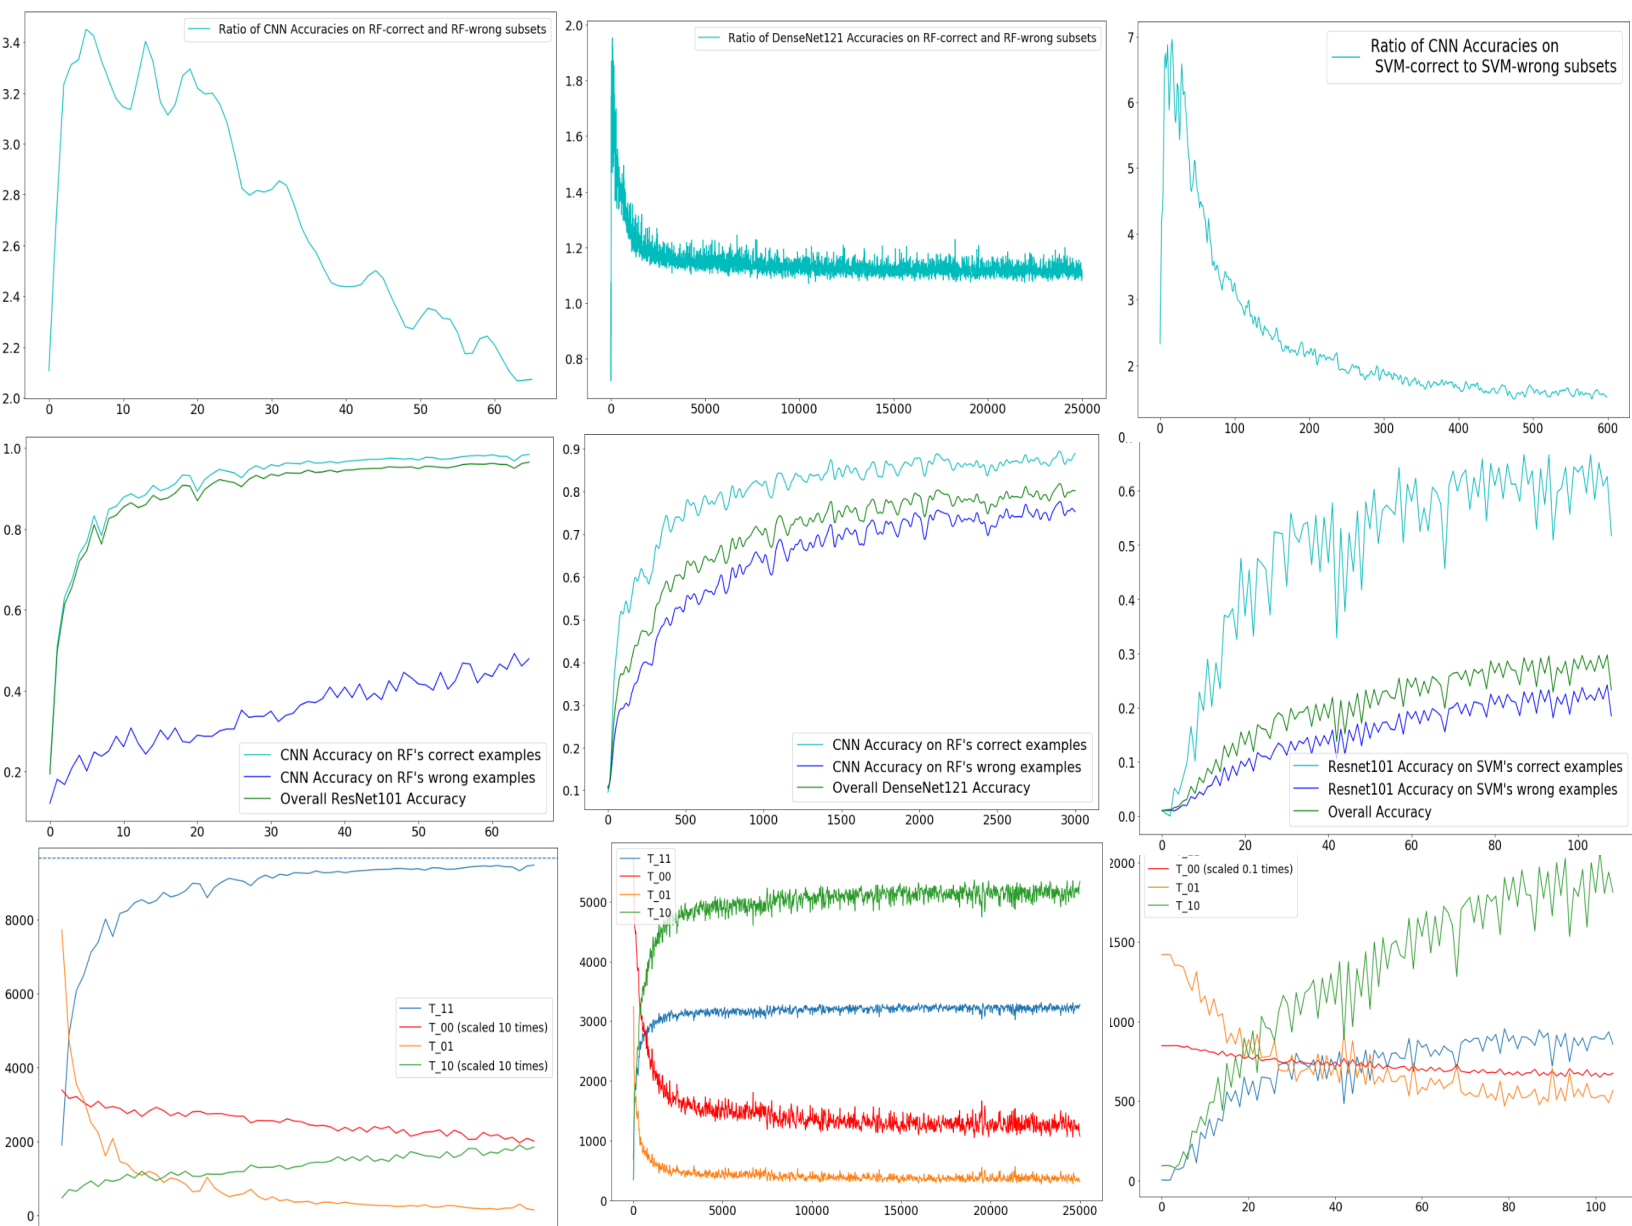 Ratio of CNN Accuracies on RF-correct and RF-wrong subsets
3.4
3.2
3.0
2.8
2.6
2.4
2.2
2.0
0 10 20 30 40 50 60
Ratio of DenseNet121 Accuracies on RF-correct and RF-wrong subsets
2.0
1.8
1.6
1.4
1.2
1.0
0.8
0 5000 10000 15000 20000 25000
Ratio of CNN Accuracies on
SVM-correct to SVM-wrong subsets
7
6
5
4
3
2
0 100 200 300 400 500 600
1.0
0.8
0.6
0.4
0.2
CNN Accuracy on RF's correct examples
CNN Accuracy on RF's wrong examples
Overall ResNet101 Accuracy
0 10 20 30 40 50 60
0.9
0.8
0.7
0.6
0.5
0.4
0.3
0.2
0.1
CNN Accuracy on RF's correct examples
CNN Accuracy on RF's wrong examples
Overall DenseNet121 Accuracy
0 500 1000 1500 2000 2500 3000
0.
0.6
0.5
0.4
0.3
0.2
0.1
0.0
Resnet101 Accuracy on SVM's correct examples
Resnet101 Accuracy on SVM's wrong examples
Overall Accuracy
0 20 40 60 80 100
8000
6000
4000
2000
0
T_11
T_00 (scaled 10 times)
T_01
T_10 (scaled 10 times)
T_11
T_00
T_01
T_10
5000
4000
3000
2000
1000
0
0 5000 10000 15000 20000 25000
T_00 (scaled 0.1 times)
T_01
T_10
2000
1500
1000
500
0
0 20 40 60 80 100